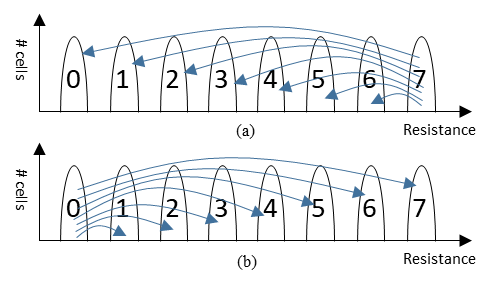 # cells
0 1 2 3 4 5 6 7
(a)
Resistance
# cells
0 1 2 3 4 5 6 7
(b)
Resistance